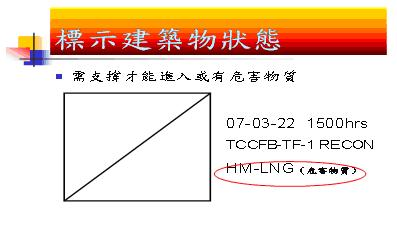 標示建築物狀態
需支撐才能進入或有危害物質
07-03-22 1500hrs
TCCFB-TF-1 RECON
HM-LNG（危害物質）